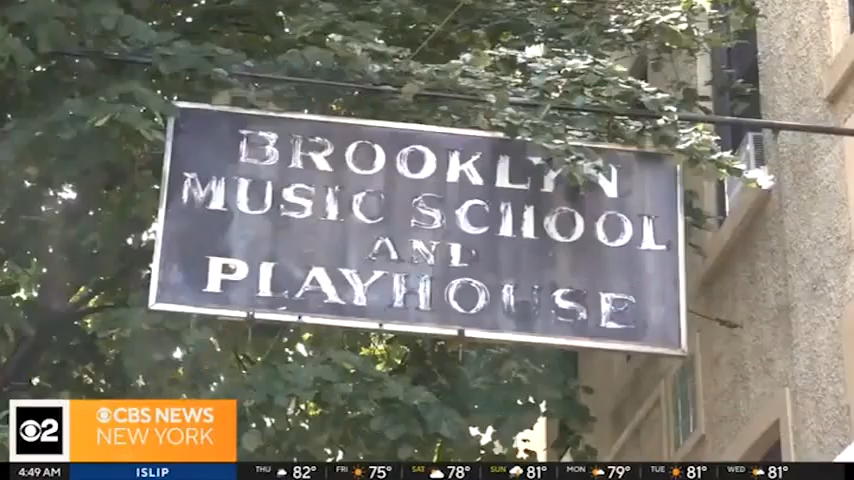 BROOKLYN
MUSIC SCHOOL
AND
PLAYHOUSE
2
CBS NEWS
NEW YORK
4:49 AM ISLIP THU 82° FRI 75° SAT 78° SUN 81° MON 79° TUE 81° WED 81°